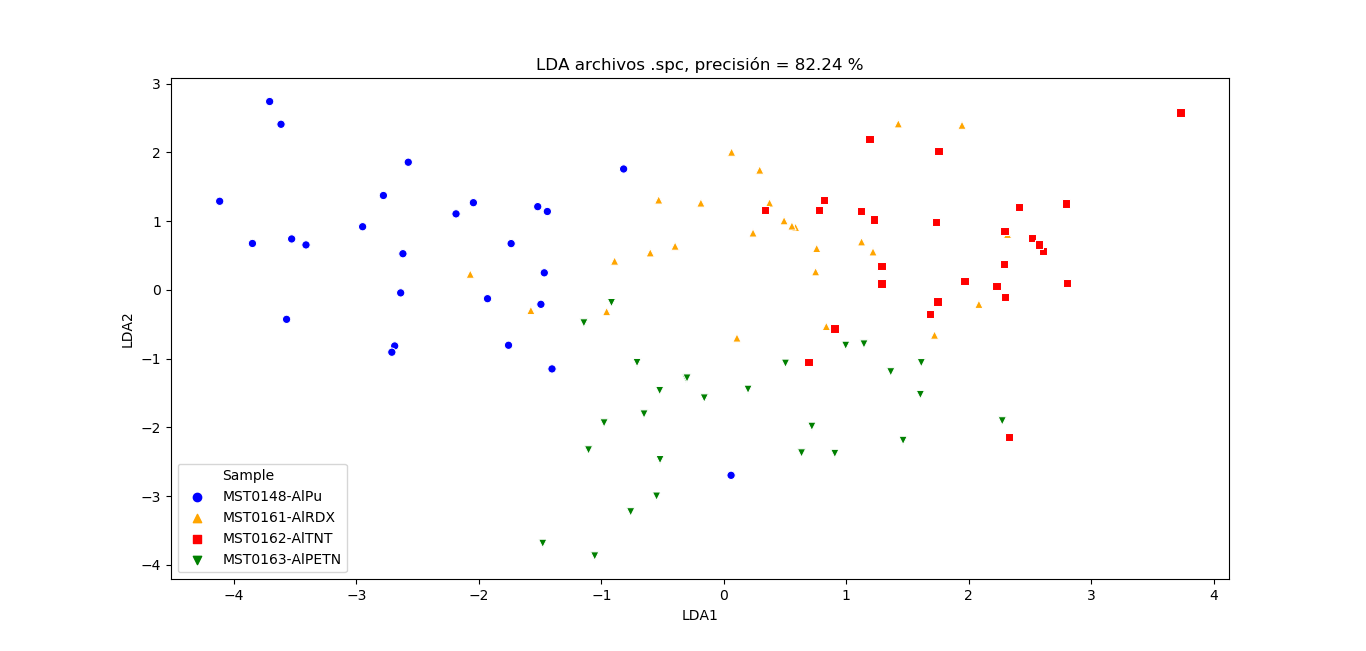 LDA archivos .spc, precisión = 82.24 %
3
2
1
0
−1
−2
−3
−4
LDA2
Sample
MST0148-AlPu
MST0161-AlRDX
MST0162-AlTNT
MST0163-AlPETN
−4 −3 −2 −1 0 1 2 3 4
LDA1